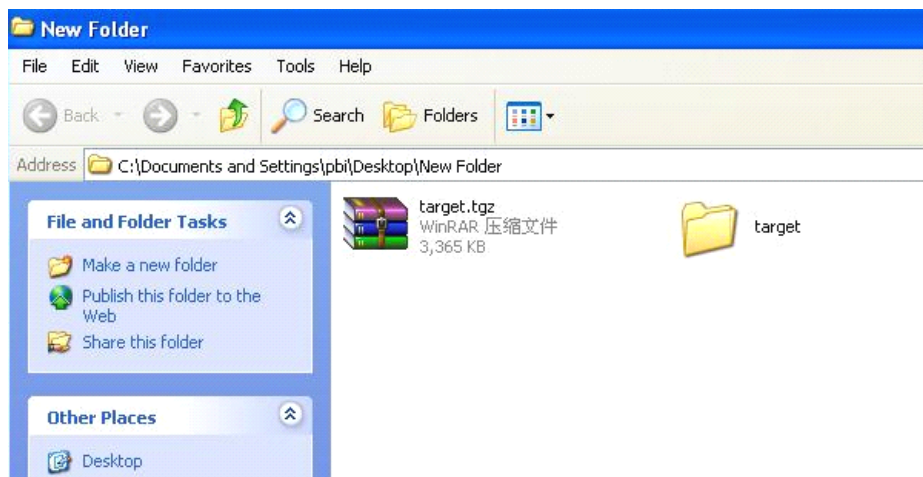 New Folder
File Edit View Favorites Tools Help
Back Search Folders
Address C:\Documents and Settings\pbi\Desktop\New Folder
File and Folder Tasks
Make a new folder
Publish this folder to the
Web
Share this folder
Other Places
Desktop
target.tgz
WinRAR 压缩文件
3,365 KB
target